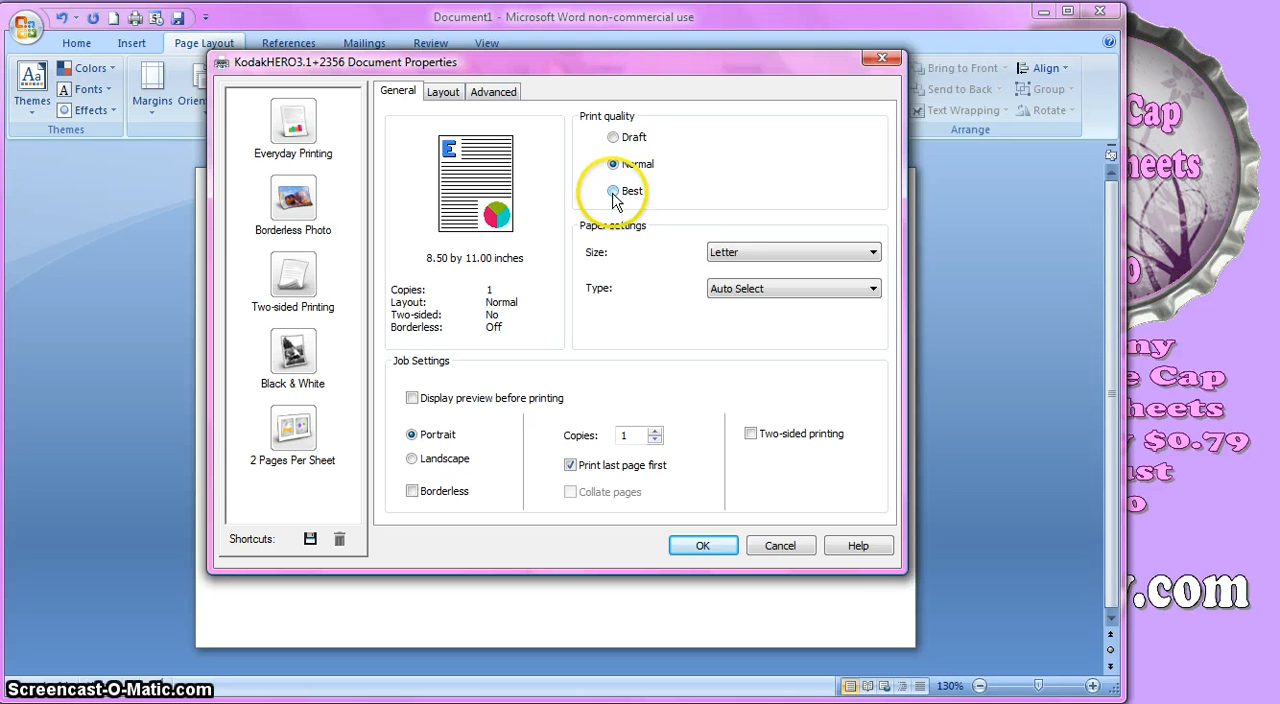 Document1 - Microsoft Word non-commercial use
Home Insert Page Layout References Mailings Review View
Themes
Colors
Fonts
Effects
Themes
Margins
Bring to Front
Send to Back
Text Wrapping
Align
Group
Rotate
Arrange
KodakHERO3.1+2356 Document Properties
Everyday Printing
Borderless Photo
Two-sided Printing
Black & White
2 Pages Per Sheet
Shortcuts:
General Layout Advanced
E
8.50 by 11.00 inches
Copies: 1
Layout: Normal
Two-sided: No
Borderless: Off
Print quality
Draft
Normal
Best
Paper settings
Size: Letter
Type: Auto Select
Job Settings
Display preview before printing
Portrait
Landscape
Borderless
Copies: 1
Print last page first
Collate pages
Two-sided printing
OK Cancel Help
Cap
heets
$0.79
.com
130%
Screencast-O-Matic.com